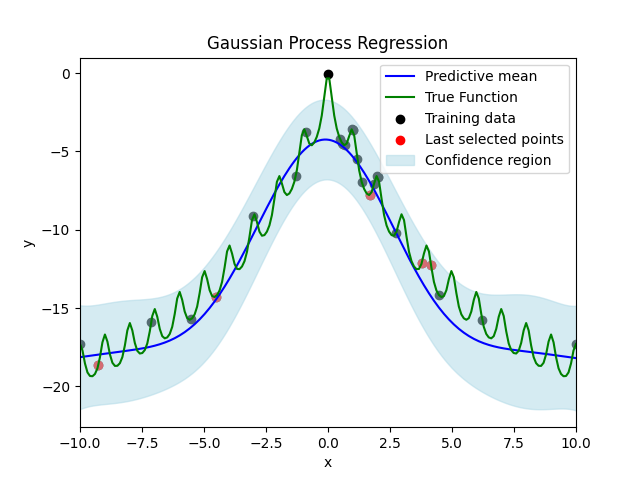 Gaussian Process Regression
Predictive mean
True Function
Training data
Last selected points
Confidence region
y
0
−5
−10
−15
−20
−10.0 −7.5 −5.0 −2.5 0.0 2.5 5.0 7.5 10.0
x